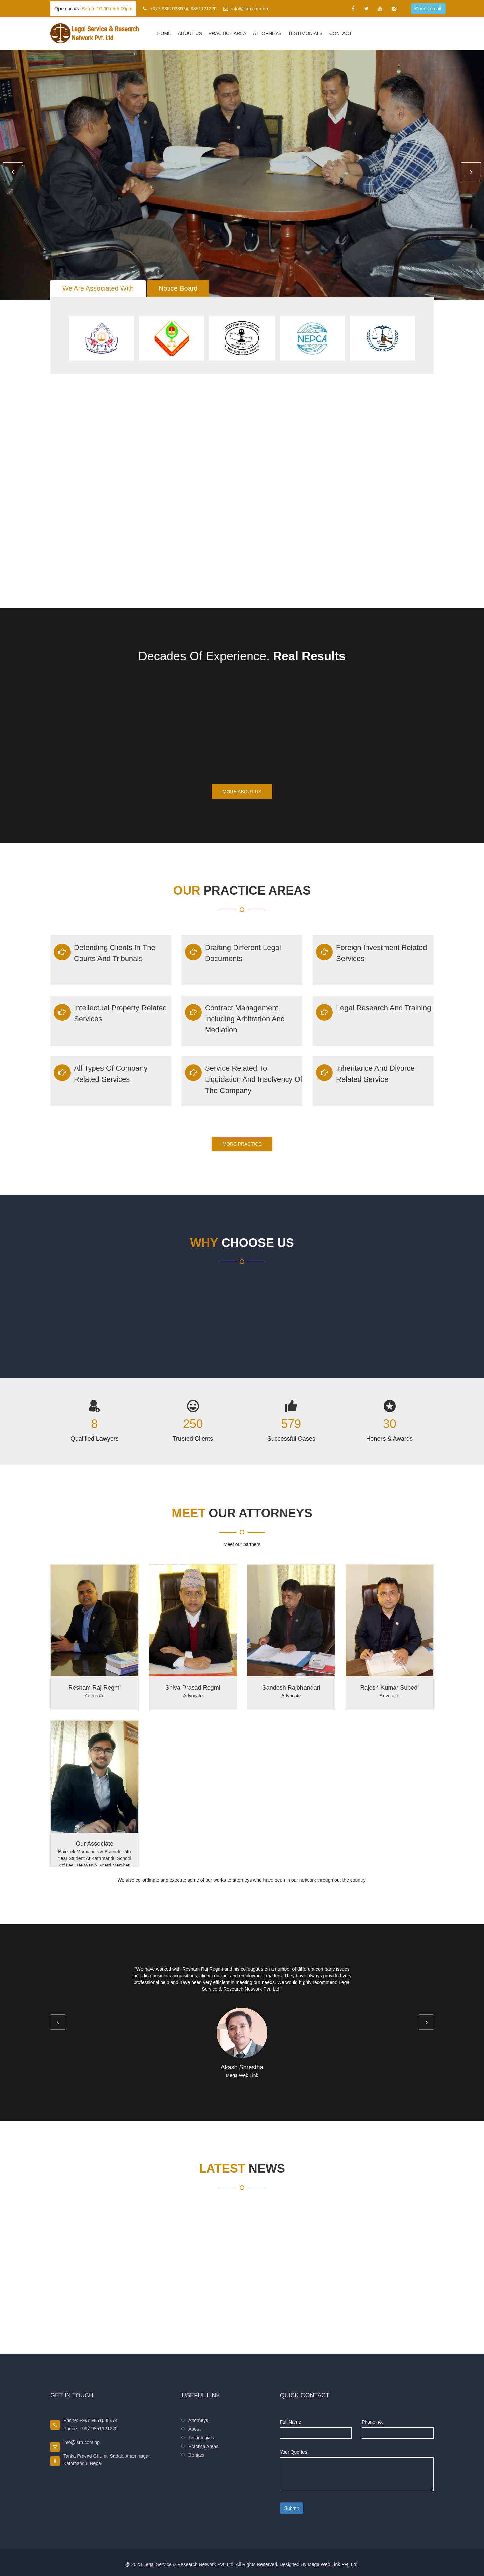 Open hours: Sun-fri 10.00am-5.00pm
+977 9851038974, 9851121220
info@lsrn.com.np
Check email
Legal Service & Research
Network Pvt. Ltd
HOME
ABOUT US
PRACTICE AREA
ATTORNEYS
TESTIMONIALS
CONTACT
We Are Associated With
Notice Board
NEPCA
Decades Of Experience. Real Results
MORE ABOUT US
OUR PRACTICE AREAS
Defending Clients In The
Courts And Tribunals
Drafting Different Legal
Documents
Foreign Investment Related
Services
Intellectual Property Related
Services
Contract Management
Including Arbitration And
Mediation
Legal Research And Training
All Types Of Company
Related Services
Service Related To
Liquidation And Insolvency Of
The Company
Inheritance And Divorce
Related Service
MORE PRACTICE
WHY CHOOSE US
8
Qualified Lawyers
250
Trusted Clients
579
Successful Cases
30
Honors & Awards
MEET OUR ATTORNEYS
Meet our partners
Resham Raj Regmi
Advocate
Shiva Prasad Regmi
Advocate
Sandesh Rajbhandari
Advocate
Rajesh Kumar Subedi
Advocate
Our Associate
Baideek Marasini Is A Bachelor 5th
Year Student At Kathmandu School
Of Law. He Was A Board Member
We also co-ordinate and execute some of our works to attorneys who have been in our network through out the country.
"We have worked with Resham Raj Regmi and his colleagues on a number of different company issues
including business acquisitions, client contract and employment matters. They have always provided very
professional help and have been very efficient in meeting our needs. We would highly recommend Legal
Service & Research Network Pvt. Ltd."
Akash Shrestha
Mega Web Link
LATEST NEWS
GET IN TOUCH
Phone: +997 9851038974
Phone: +997 9851121220
info@lsrn.com.np
Tanka Prasad Ghumti Sadak, Anamnagar,
Kathmandu, Nepal
USEFUL LINK
Attorneys
About
Testimonials
Practice Areas
Contact
QUICK CONTACT
Full Name
Phone no.
Your Queries
Submit
@ 2023 Legal Service & Research Network Pvt. Ltd. All Rights Reserved. Designed By Mega Web Link Pvt. Ltd.